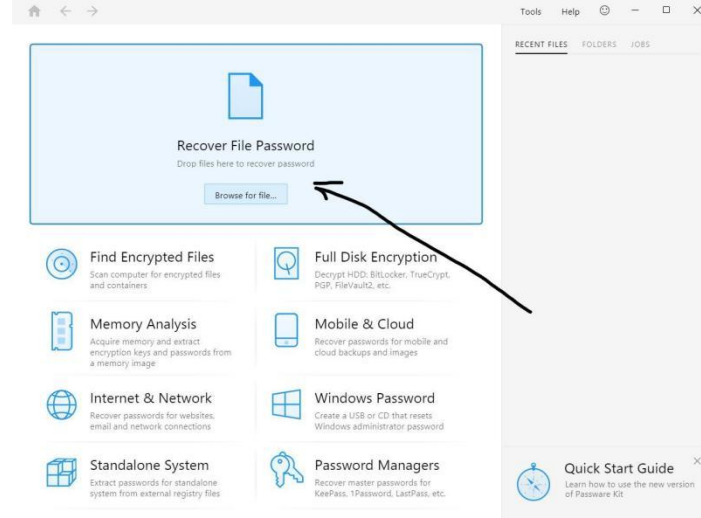 Tools Help
RECENT FILES FOLDERS JOBS
Recover File Password
Drop files here to recover password
Browse for file...
Find Encrypted Files
Scan computer for encrypted files
and containers
Full Disk Encryption
Decrypt HDD: BitLocker, TrueCrypt,
PGP, FileVault2, etc.
Memory Analysis
Acquire memory and extract
encryption keys and passwords from
a memory image
Mobile & Cloud
Recover passwords for mobile and
cloud backups and images
Internet & Network
Recover passwords for websites,
email and network connections
Windows Password
Create a USB or CD that resets
Windows administrator password
Standalone System
Extract passwords for standalone
system from external registry files
Password Managers
Recover master passwords for
KeePass, 1Password, LastPass, etc.
Quick Start Guide
Learn how to use the new version
of Passware Kit